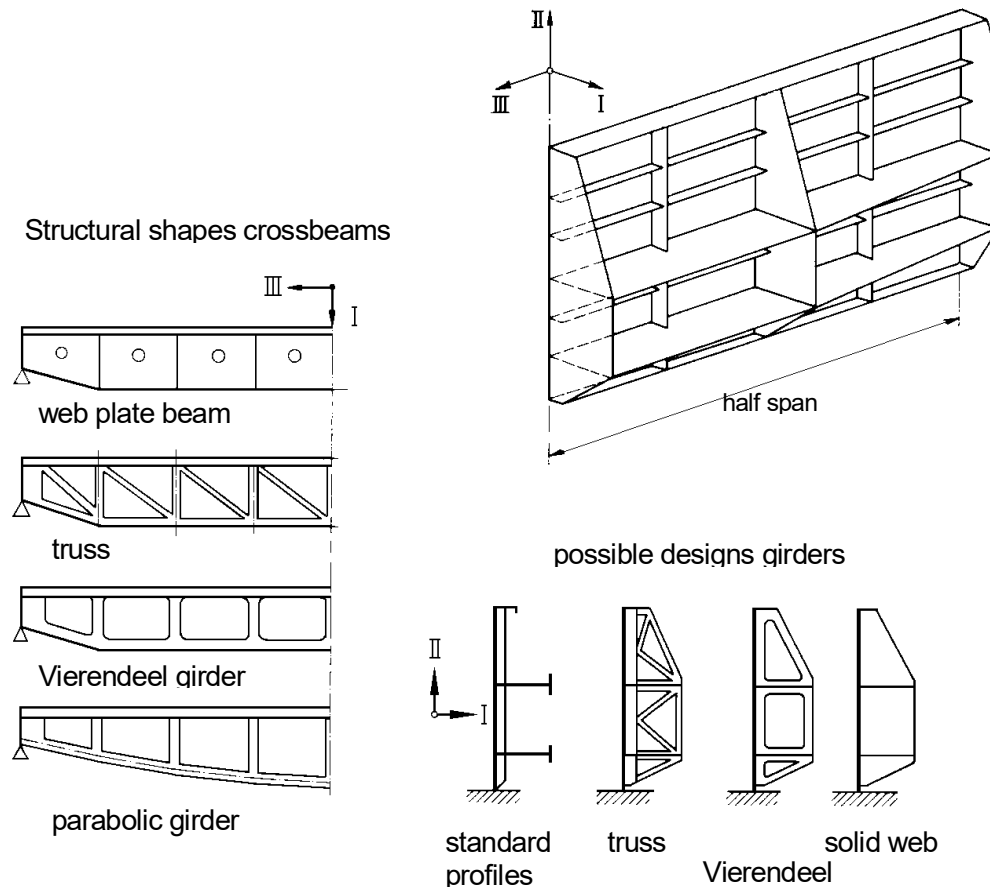 II
III
I
Structural shapes crossbeams
III
I
web plate beam
half span
truss
possible designs girders
Vierendeel girder
II
I
parabolic girder
standard
profiles
truss
Vierendeel
solid web